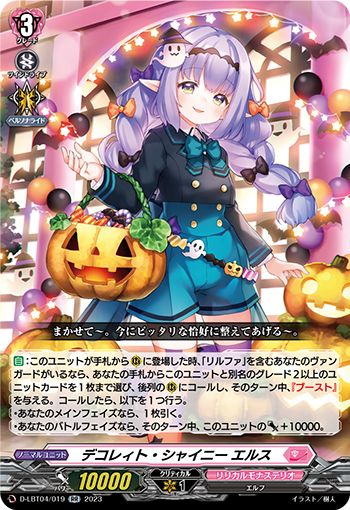 3
グレード
ツインドライブ
ペルソナライド
まかせて〜。今にピッタリな恰好に整えてあげる〜。
自：このユニットが手札からⓇに登場した時、「リルファ」を含むあなたのヴァン
ガードがいるなら、あなたの手札からこのユニットと別名のグレード２以上のユ
ニットカードを１枚まで選び、後列のⓇにコールし、そのターン中、『ブースト』
を与える。コールしたら、以下を１つ行う。
・あなたのメインフェイズなら、１枚引く。
・あなたのバトルフェイズなら、そのターン中、このユニットの+10000。
ノーマルユニット
デコレイト・シャイニー エルス
リリカルモナステリオ
パワー
10000
クリティカル
1
エルフ
D-LBT04/019 RR 2023
イラスト／樹人